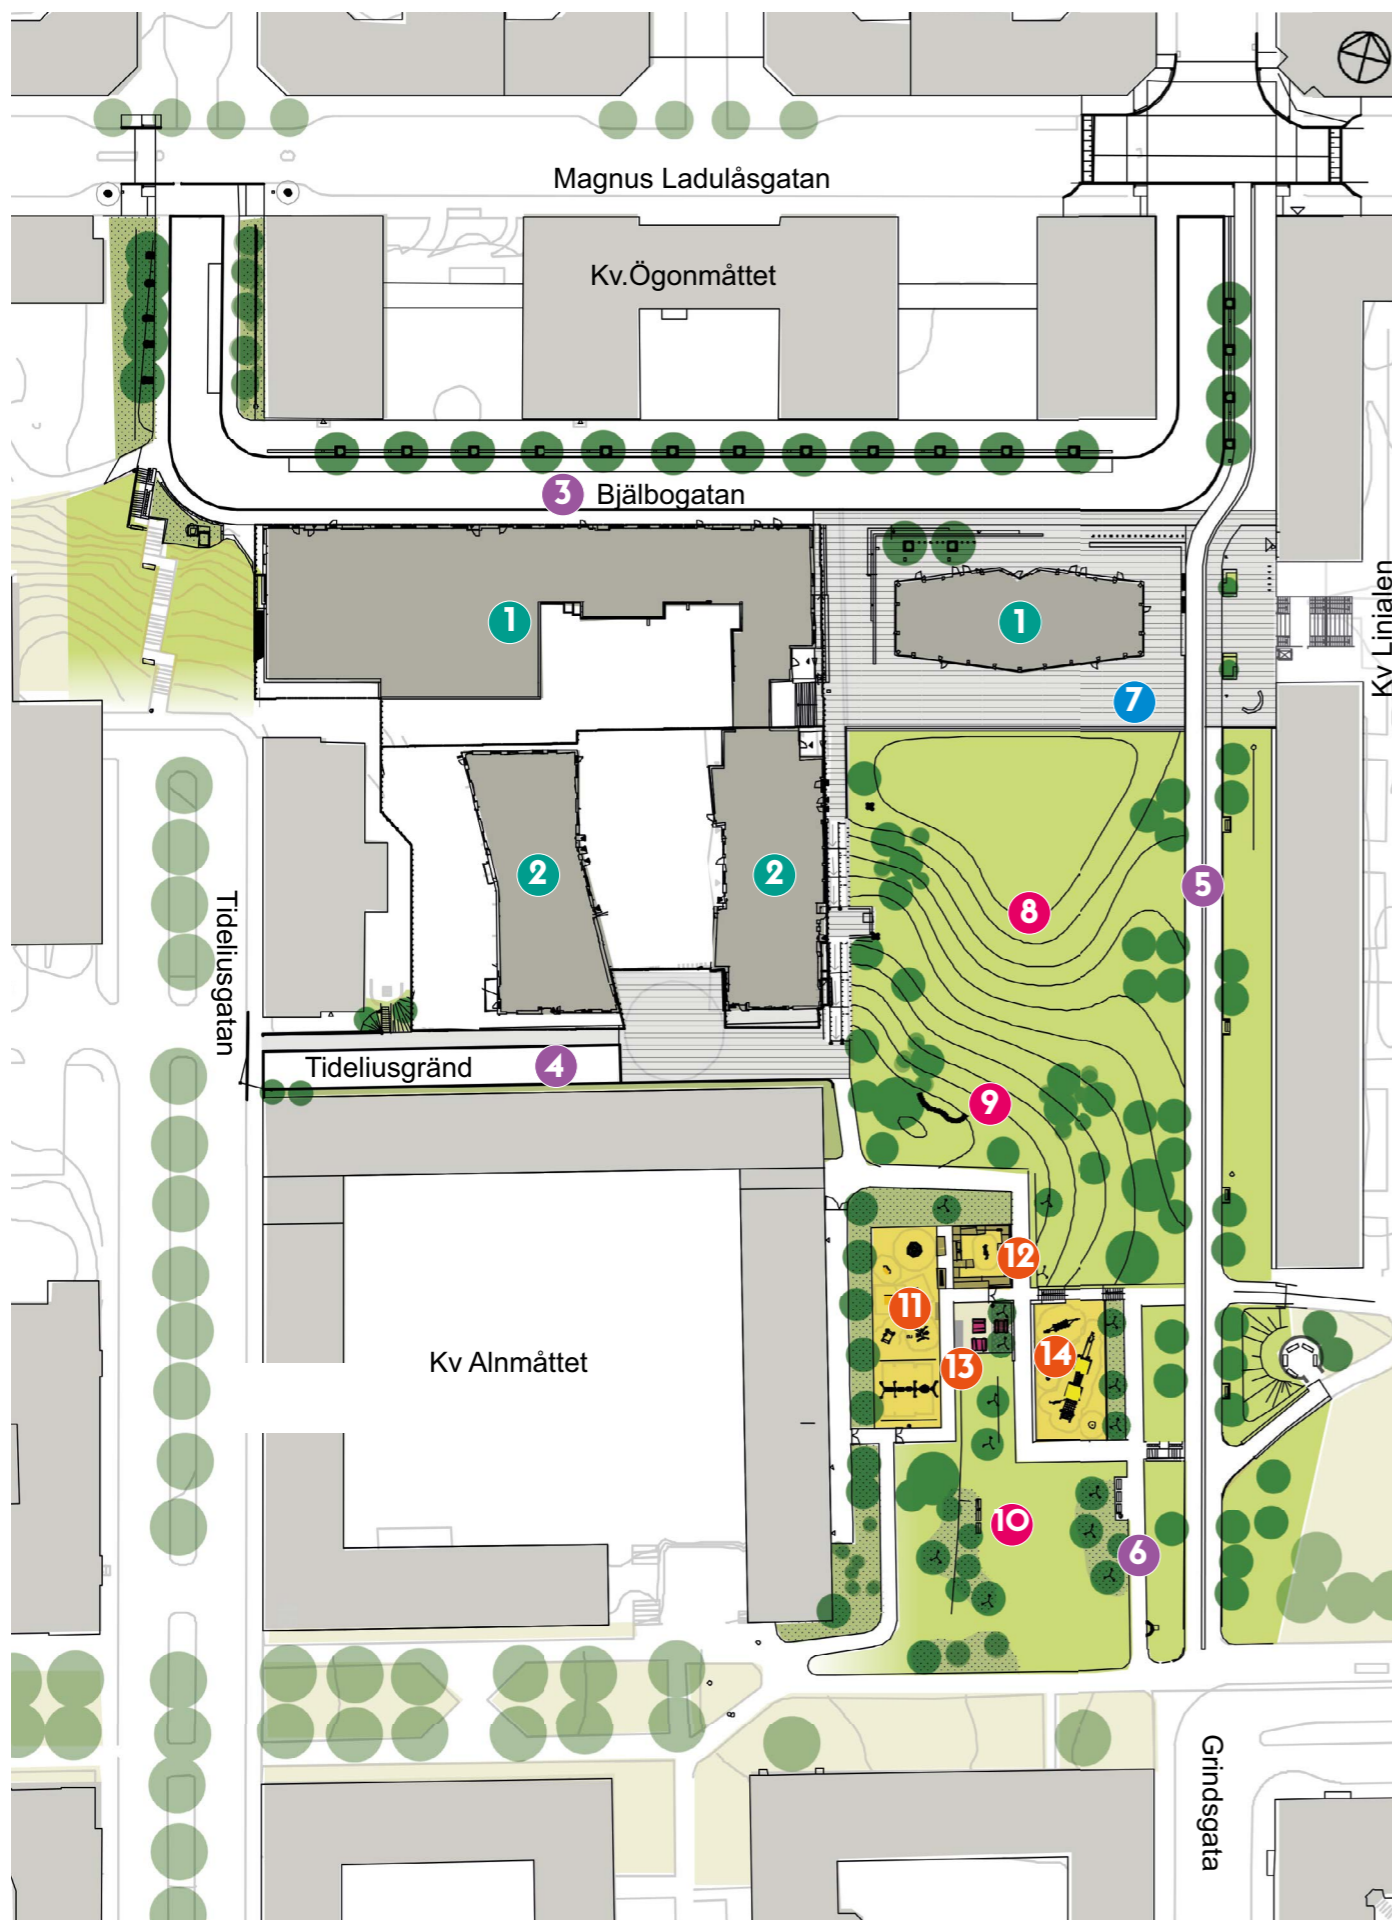 Magnus Ladulåsgatan
Kv.Ögonmåttet
3 Bjälbogatan
1
1
Kv Linjalen
7
2
2
5
8
Tideliusgatan
Tideliusgränd 4
9
12
11
14
13
Kv Alnmåttet
10
6
Grindsgata